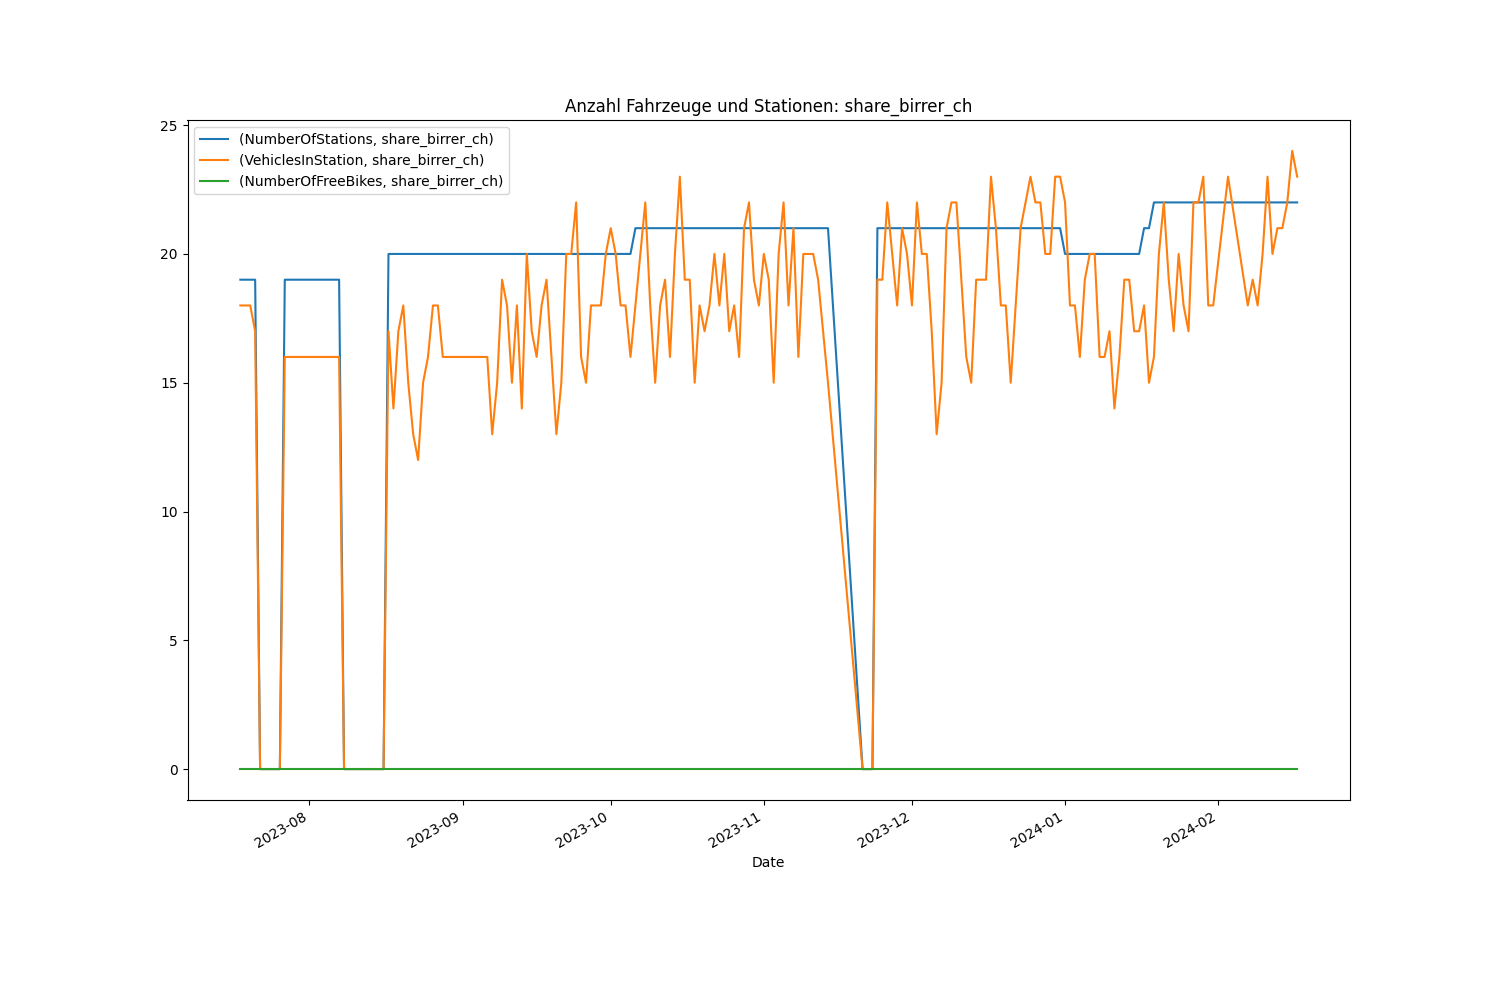 Anzahl Fahrzeuge und Stationen: share_birrer_ch
(NumberOfStations, share_birrer_ch)
(VehiclesInStation, share_birrer_ch)
(NumberOfFreeBikes, share_birrer_ch)
25
20
15
10
5
0
2023-08
2023-09
2023-10
2023-11
2023-12
2024-01
2024-02
Date